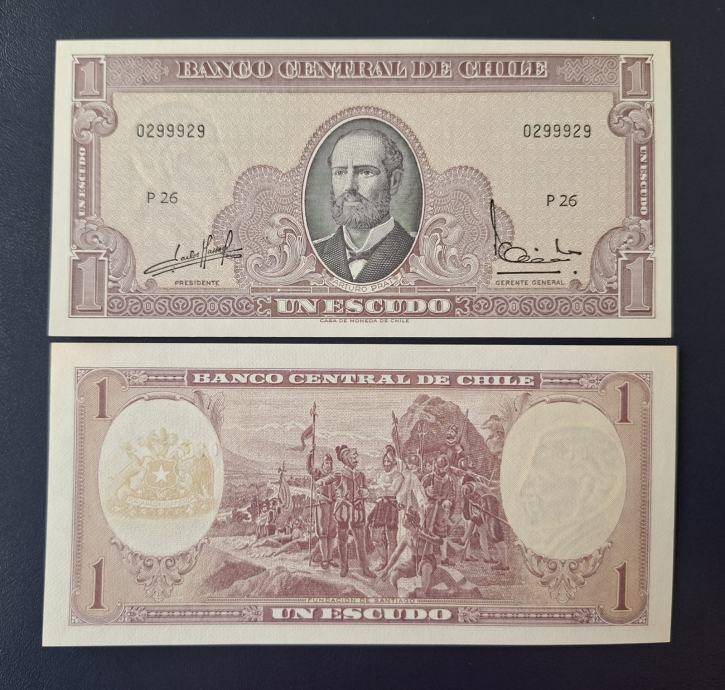 1 BANCO CENTRAL DE CHILE 1
0299929 0299929
UN ESCUDO UN ESCUDO
P 26 P 26
PRESIDENTE GERENTE GENERAL
ARTURO PRAT
1 UN ESCUDO 1
CASA DE MONEDA DE CHILE
BANCO CENTRAL DE CHILE
1 1
FUNDACION DE SANTIAGO
1 UN ESCUDO 1